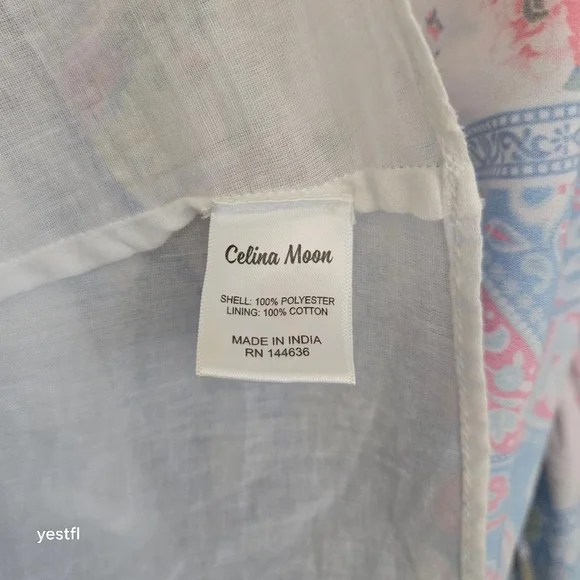 Celina Moon
SHELL: 100% POLYESTER
LINING: 100% COTTON
MADE IN INDIA
RN 144636
yestfl